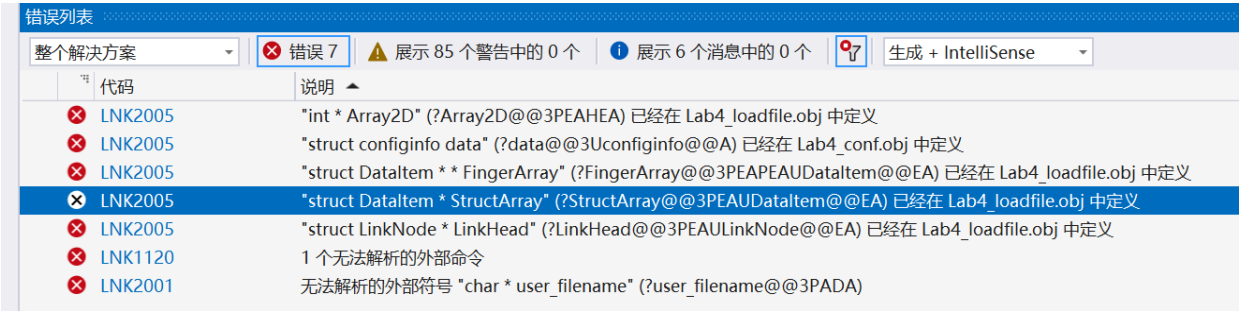 错误列表
整个解决方案 错误 7 展示 85 个警告中的 0 个 展示 6 个消息中的 0 个 生成 + IntelliSense
代码 说明
LNK2005 "int * Array2D" (?Array2D@@3PEAHEA) 已经在 Lab4_loadfile.obj 中定义
LNK2005 "struct configinfo data" (?data@@3Uconfiginfo@@A) 已经在 Lab4_conf.obj 中定义
LNK2005 "struct DataItem * * FingerArray" (?FingerArray@@3PEAPEAUDataItem@@EA) 已经在 Lab4_loadfile.obj 中定义
LNK2005 "struct DataItem * StructArray" (?StructArray@@3PEAUDataItem@@EA) 已经在 Lab4_loadfile.obj 中定义
LNK2005 "struct LinkNode * LinkHead" (?LinkHead@@3PEAULinkNode@@EA) 已经在 Lab4_loadfile.obj 中定义
LNK1120 1 个无法解析的外部命令
LNK2001 无法解析的外部符号 "char * user_filename" (?user_filename@@3PADA)